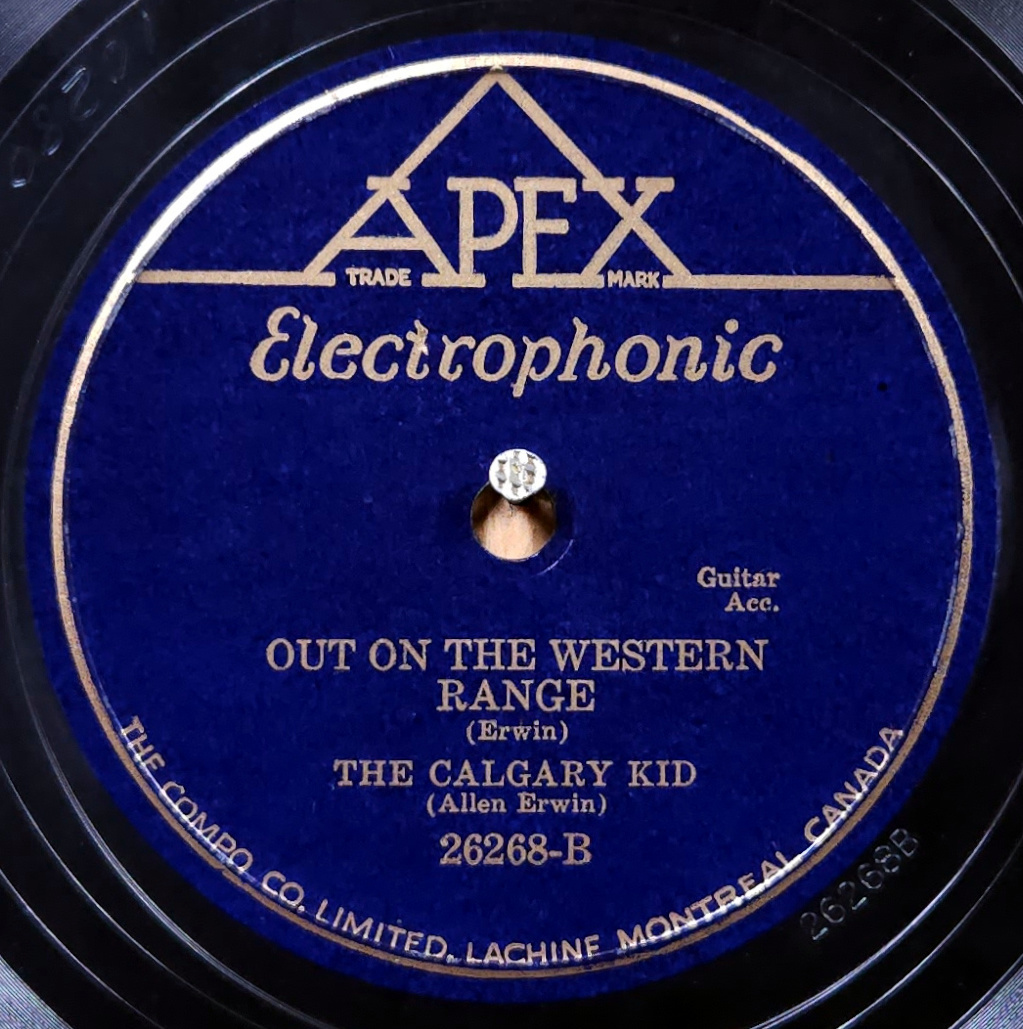 APEX
TRADE MARK
Electrophonic
Guitar
Acc.
OUT ON THE WESTERN
RANGE
(Erwin)
THE CALGARY KID
(Allen Erwin)
26268-B
THE COMPO CO. LIMITED, LACHINE MONTREAL CANADA
26268B